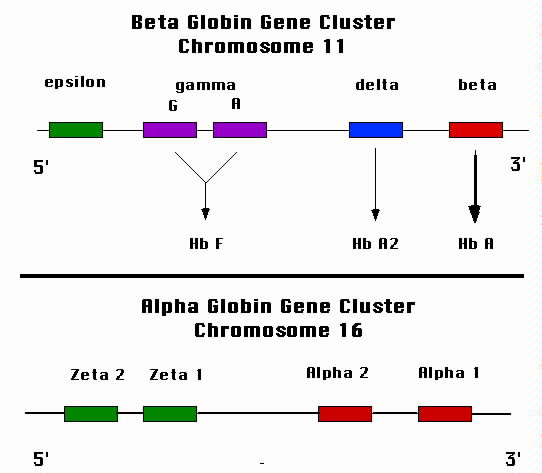 Beta Globin Gene Cluster
Chromosome 11
epsilon gamma delta beta
G A
5' 3'
Hb F Hb A2 Hb A
Alpha Globin Gene Cluster
Chromosome 16
Zeta 2 Zeta 1 Alpha 2 Alpha 1
5' 3'